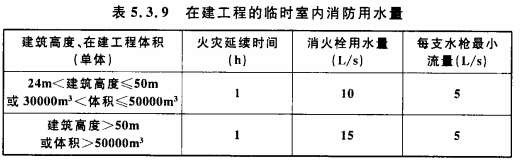 表 5.3.9 在建工程的临时室内消防用水量
建筑高度、在建工程体积
(单体)
火灾延续时间
(h)
消火栓用水量
(L/s)
每支水枪最小
流量(L/s)
24m<建筑高度≤50m
或 30000m³<体积≤50000m³
1
10
5
建筑高度>50m
或体积>50000m³
1
15
5